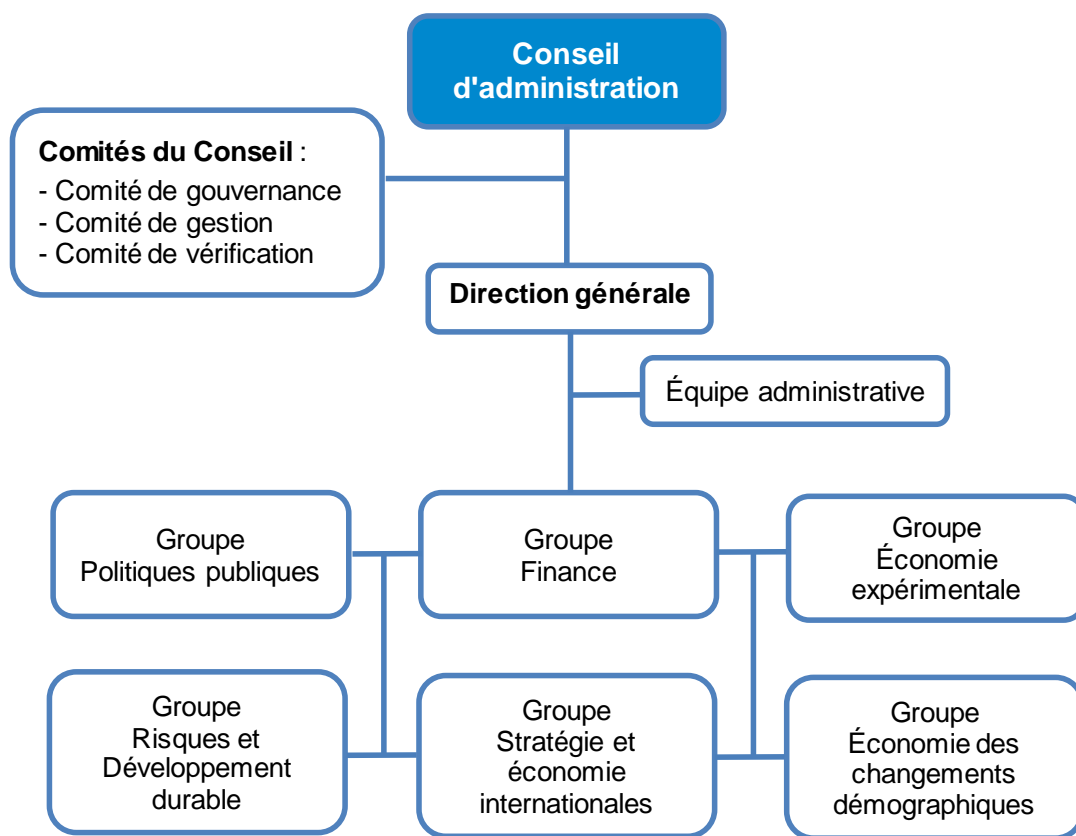 Conseil
d'administration
Comités du Conseil :
- Comité de gouvernance
- Comité de gestion
- Comité de vérification
Direction générale
Équipe administrative
Groupe
Politiques publiques
Groupe
Finance
Groupe
Économie
expérimentale
Groupe
Risques et
Développement
durable
Groupe
Stratégie et
économie
internationales
Groupe
Économie des
changements
démographiques